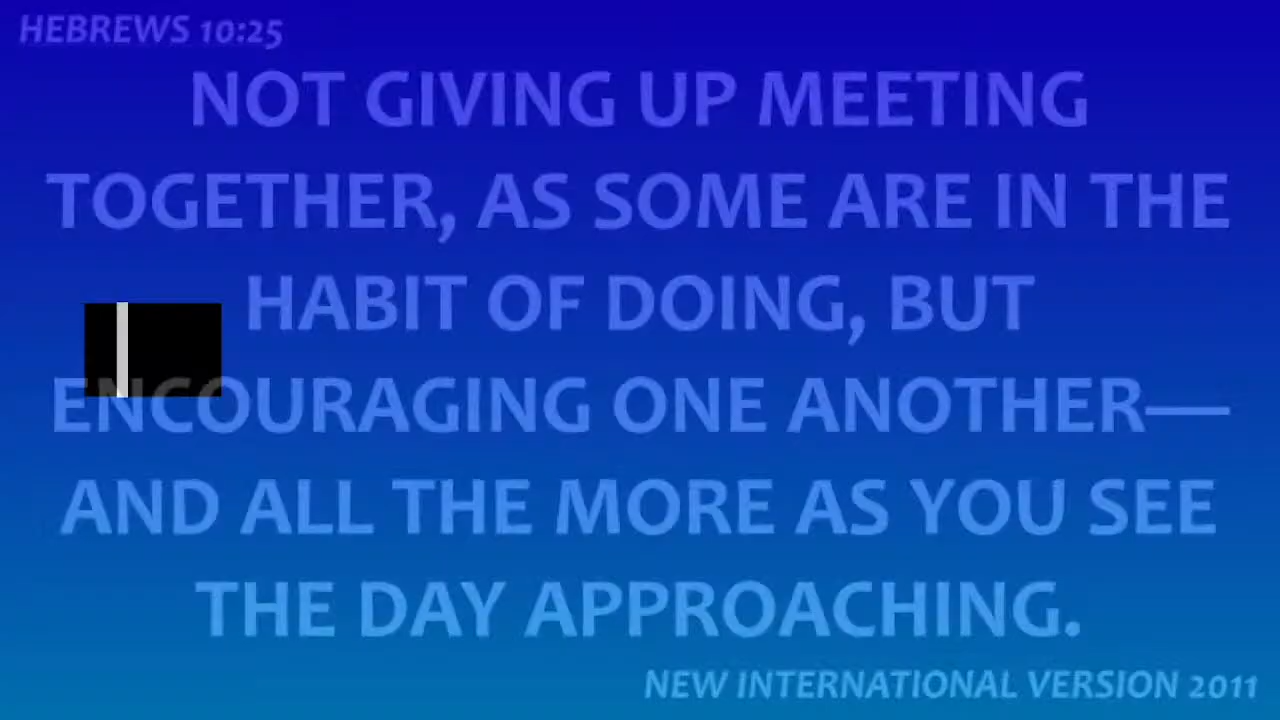 HEBREWS 10:25
NOT GIVING UP MEETING
TOGETHER, AS SOME ARE IN THE
HABIT OF DOING, BUT
ENCOURAGING ONE ANOTHER—
AND ALL THE MORE AS YOU SEE
THE DAY APPROACHING.
NEW INTERNATIONAL VERSION 2011